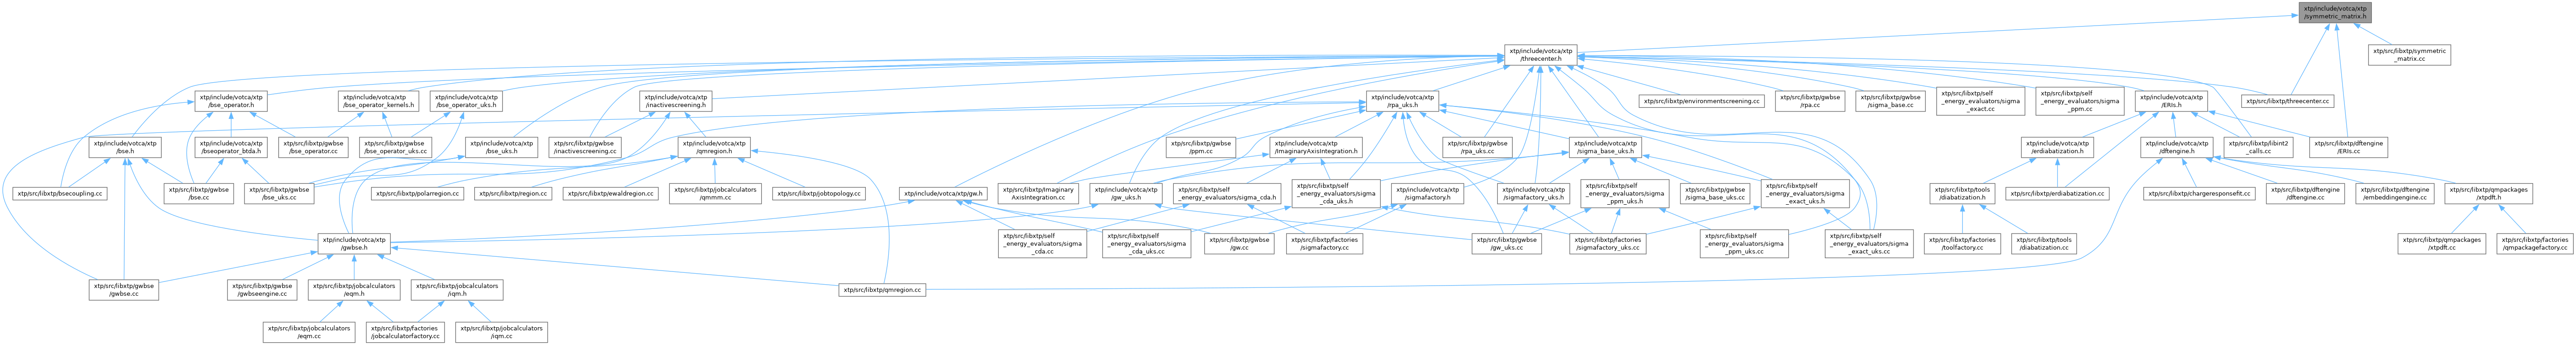 xtp/include/votca/xtp
/symmetric_matrix.h
xtp/include/votca/xtp
/threecenter.h
xtp/src/libxtp/symmetric
_matrix.cc
xtp/include/votca/xtp
/bse_operator.h
xtp/include/votca/xtp
/bse_operator_kernels.h
xtp/include/votca/xtp
/bse_operator_uks.h
xtp/include/votca/xtp
/inactivescreening.h
xtp/include/votca/xtp
/rpa_uks.h
xtp/src/libxtp/environmentscreening.cc
xtp/src/libxtp/gwbse
/rpa.cc
xtp/src/libxtp/gwbse
/sigma_base.cc
xtp/src/libxtp/self
_energy_evaluators/sigma
_exact.cc
xtp/src/libxtp/self
_energy_evaluators/sigma
_ppm.cc
xtp/include/votca/xtp
/ERIs.h
xtp/src/libxtp/threecenter.cc
xtp/include/votca/xtp
/bse.h
xtp/include/votca/xtp
/bseoperator_btda.h
xtp/src/libxtp/gwbse
/bse_operator.cc
xtp/src/libxtp/gwbse
/bse_operator_uks.cc
xtp/include/votca/xtp
/bse_uks.h
xtp/src/libxtp/gwbse
/inactivescreening.cc
xtp/include/votca/xtp
/qmregion.h
xtp/src/libxtp/gwbse
/ppm.cc
xtp/include/votca/xtp
/ImaginaryAxisIntegration.h
xtp/src/libxtp/gwbse
/rpa_uks.cc
xtp/include/votca/xtp
/sigma_base_uks.h
xtp/include/votca/xtp
/erdiabatization.h
xtp/include/votca/xtp
/dftengine.h
xtp/src/libxtp/libint2
_calls.cc
xtp/src/libxtp/dftengine
/ERIs.cc
xtp/src/libxtp/bsecoupling.cc
xtp/src/libxtp/gwbse
/bse.cc
xtp/src/libxtp/gwbse
/bse_uks.cc
xtp/src/libxtp/polarregion.cc
xtp/src/libxtp/region.cc
xtp/src/libxtp/ewaldregion.cc
xtp/src/libxtp/jobcalculators
/qmmm.cc
xtp/src/libxtp/jobtopology.cc
xtp/include/votca/xtp/gw.h
xtp/src/libxtp/Imaginary
AxisIntegration.cc
xtp/include/votca/xtp
/gw_uks.h
xtp/src/libxtp/self
_energy_evaluators/sigma_cda.h
xtp/src/libxtp/self
_energy_evaluators/sigma
_cda_uks.h
xtp/include/votca/xtp
/sigmafactory.h
xtp/include/votca/xtp
/sigmafactory_uks.h
xtp/src/libxtp/self
_energy_evaluators/sigma
_ppm_uks.h
xtp/src/libxtp/gwbse
/sigma_base_uks.cc
xtp/src/libxtp/self
_energy_evaluators/sigma
_exact_uks.h
xtp/src/libxtp/tools
/diabatization.h
xtp/src/libxtp/erdiabatization.cc
xtp/src/libxtp/chargeresponsefit.cc
xtp/src/libxtp/dftengine
/dftengine.cc
xtp/src/libxtp/dftengine
/embeddingengine.cc
xtp/src/libxtp/qmpackages
/xtpdft.h
xtp/include/votca/xtp
/gwbse.h
xtp/src/libxtp/self
_energy_evaluators/sigma
_cda.cc
xtp/src/libxtp/self
_energy_evaluators/sigma
_cda_uks.cc
xtp/src/libxtp/gwbse
/gw.cc
xtp/src/libxtp/factories
/sigmafactory.cc
xtp/src/libxtp/gwbse
/gw_uks.cc
xtp/src/libxtp/factories
/sigmafactory_uks.cc
xtp/src/libxtp/self
_energy_evaluators/sigma
_ppm_uks.cc
xtp/src/libxtp/self
_energy_evaluators/sigma
_exact_uks.cc
xtp/src/libxtp/factories
/toolfactory.cc
xtp/src/libxtp/tools
/diabatization.cc
xtp/src/libxtp/qmpackages
/xtpdft.cc
xtp/src/libxtp/factories
/qmpackagefactory.cc
xtp/src/libxtp/gwbse
/gwbse.cc
xtp/src/libxtp/gwbse
/gwbseengine.cc
xtp/src/libxtp/jobcalculators
/eqm.h
xtp/src/libxtp/jobcalculators
/iqm.h
xtp/src/libxtp/qmregion.cc
xtp/src/libxtp/jobcalculators
/eqm.cc
xtp/src/libxtp/factories
/jobcalculatorfactory.cc
xtp/src/libxtp/jobcalculators
/iqm.cc